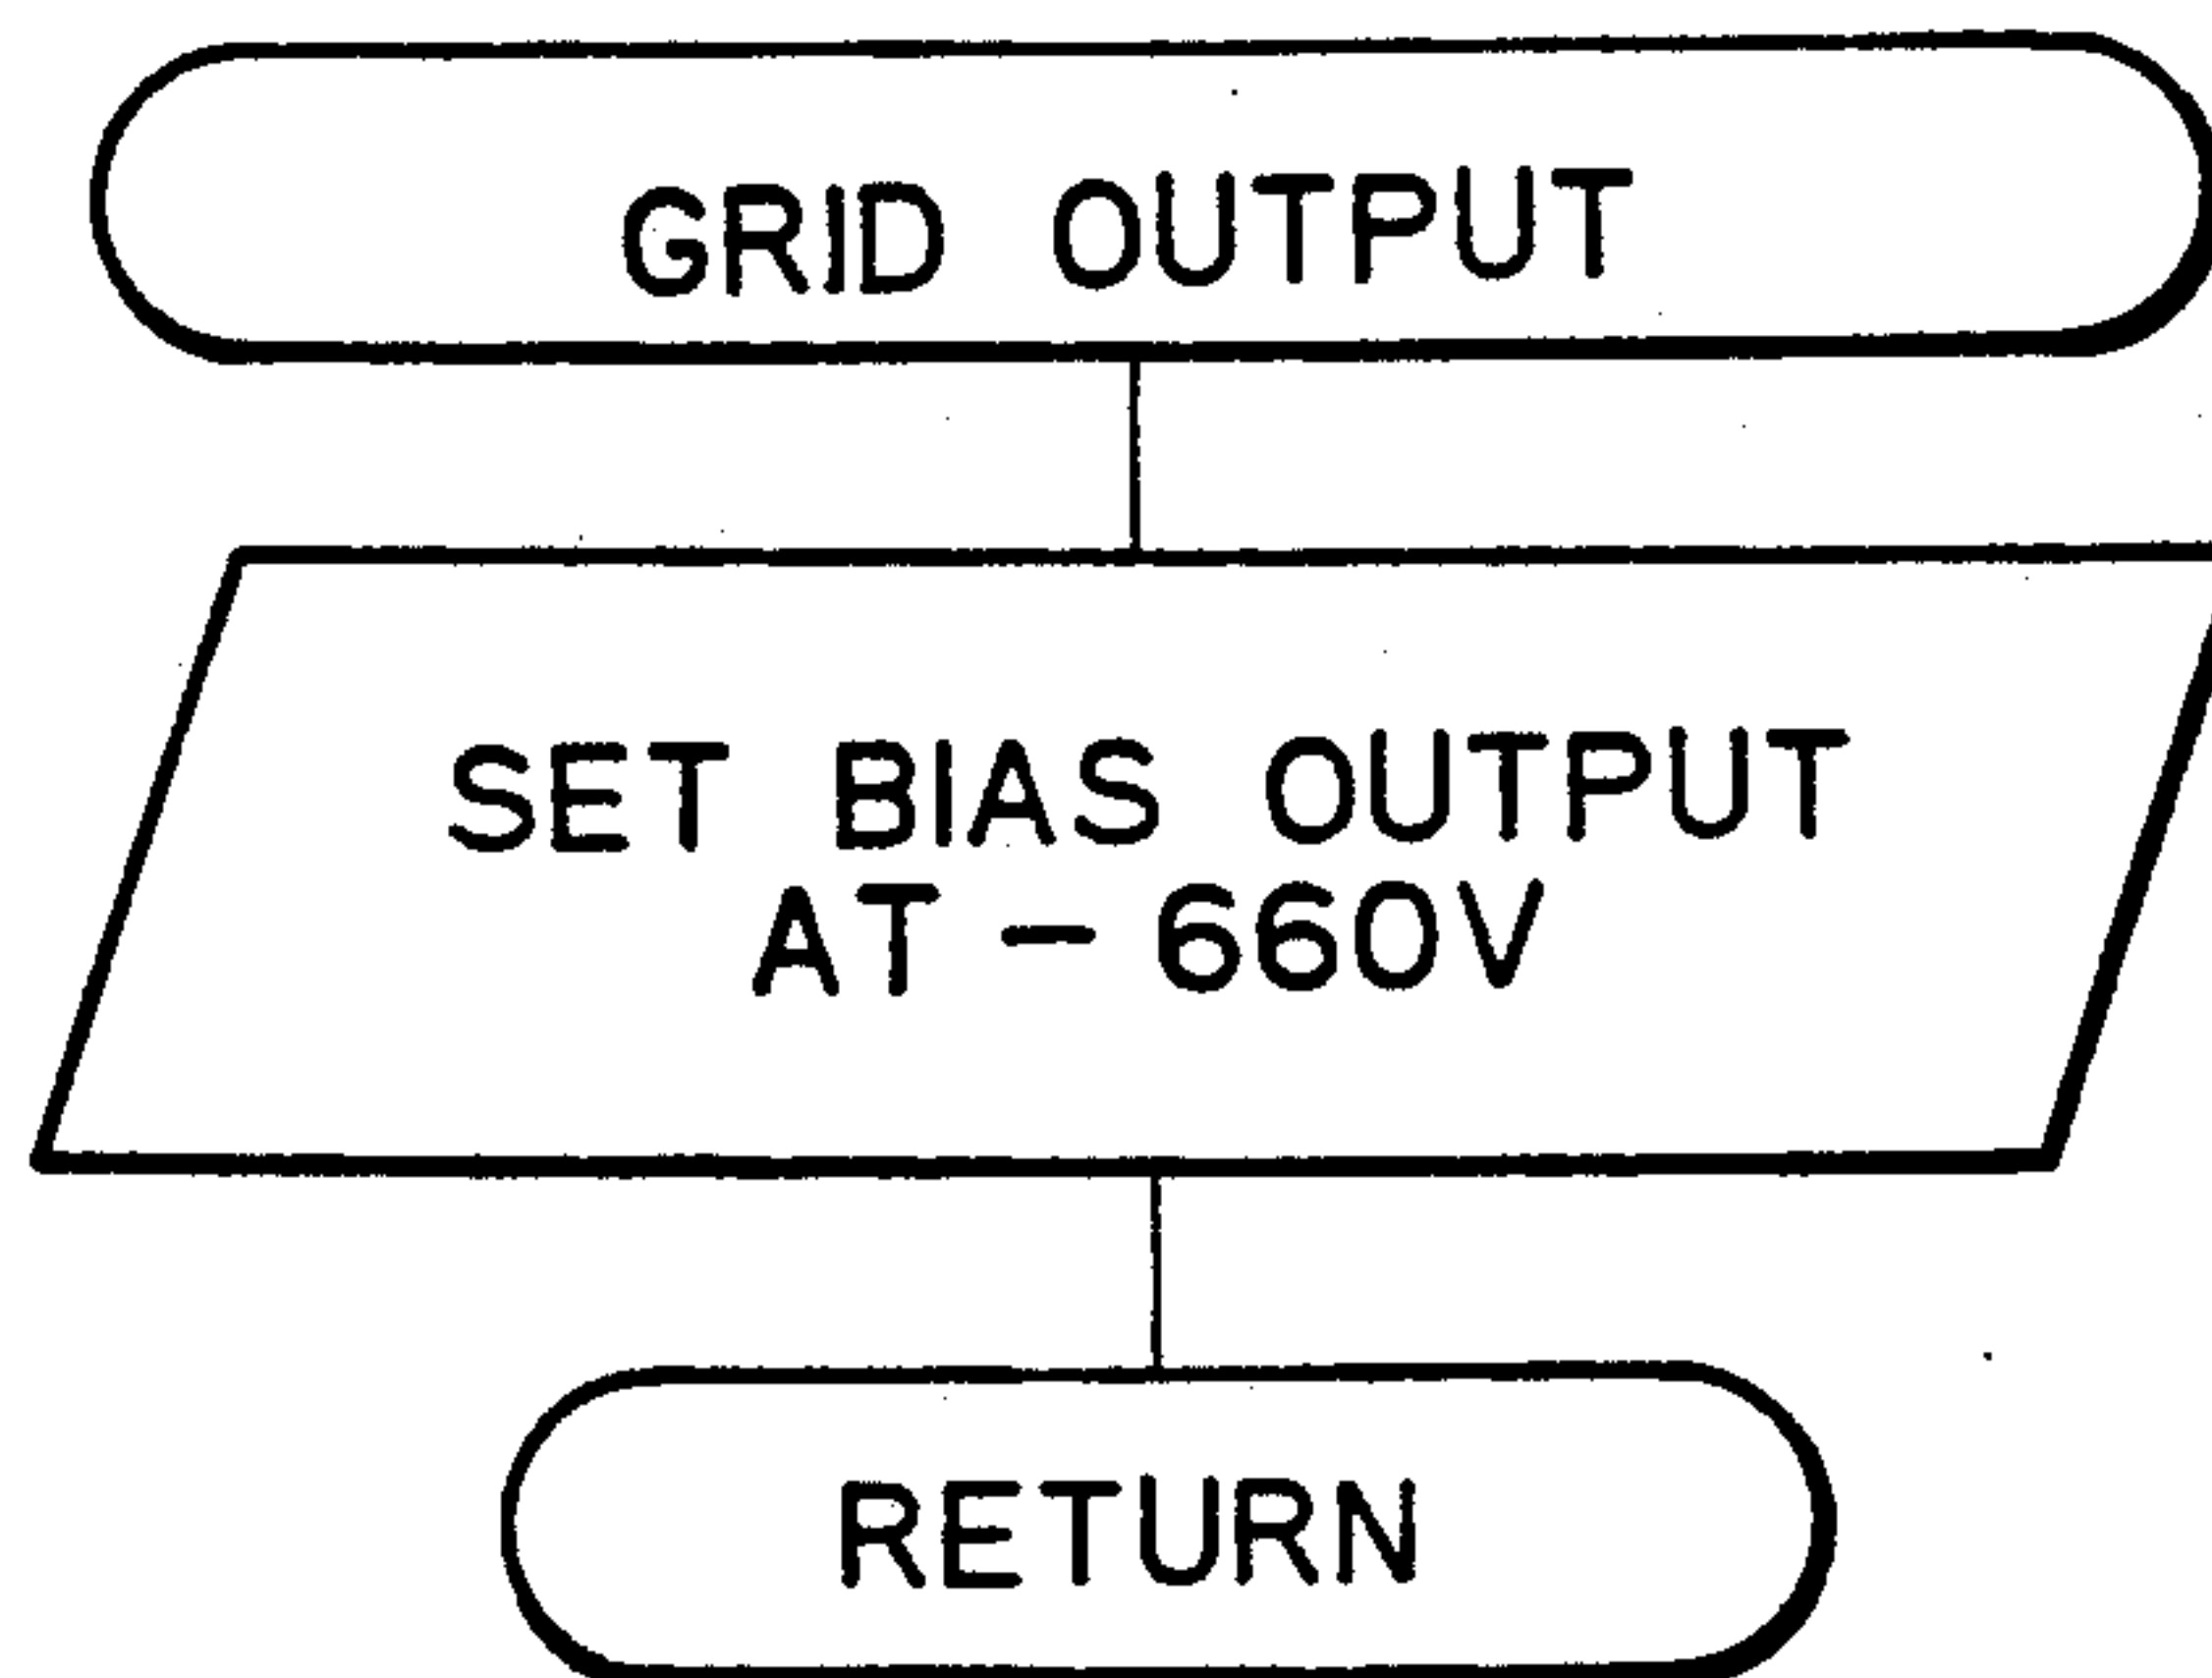 GRID OUTPUT
SET BIAS OUTPUT
AT - 660V
RETURN